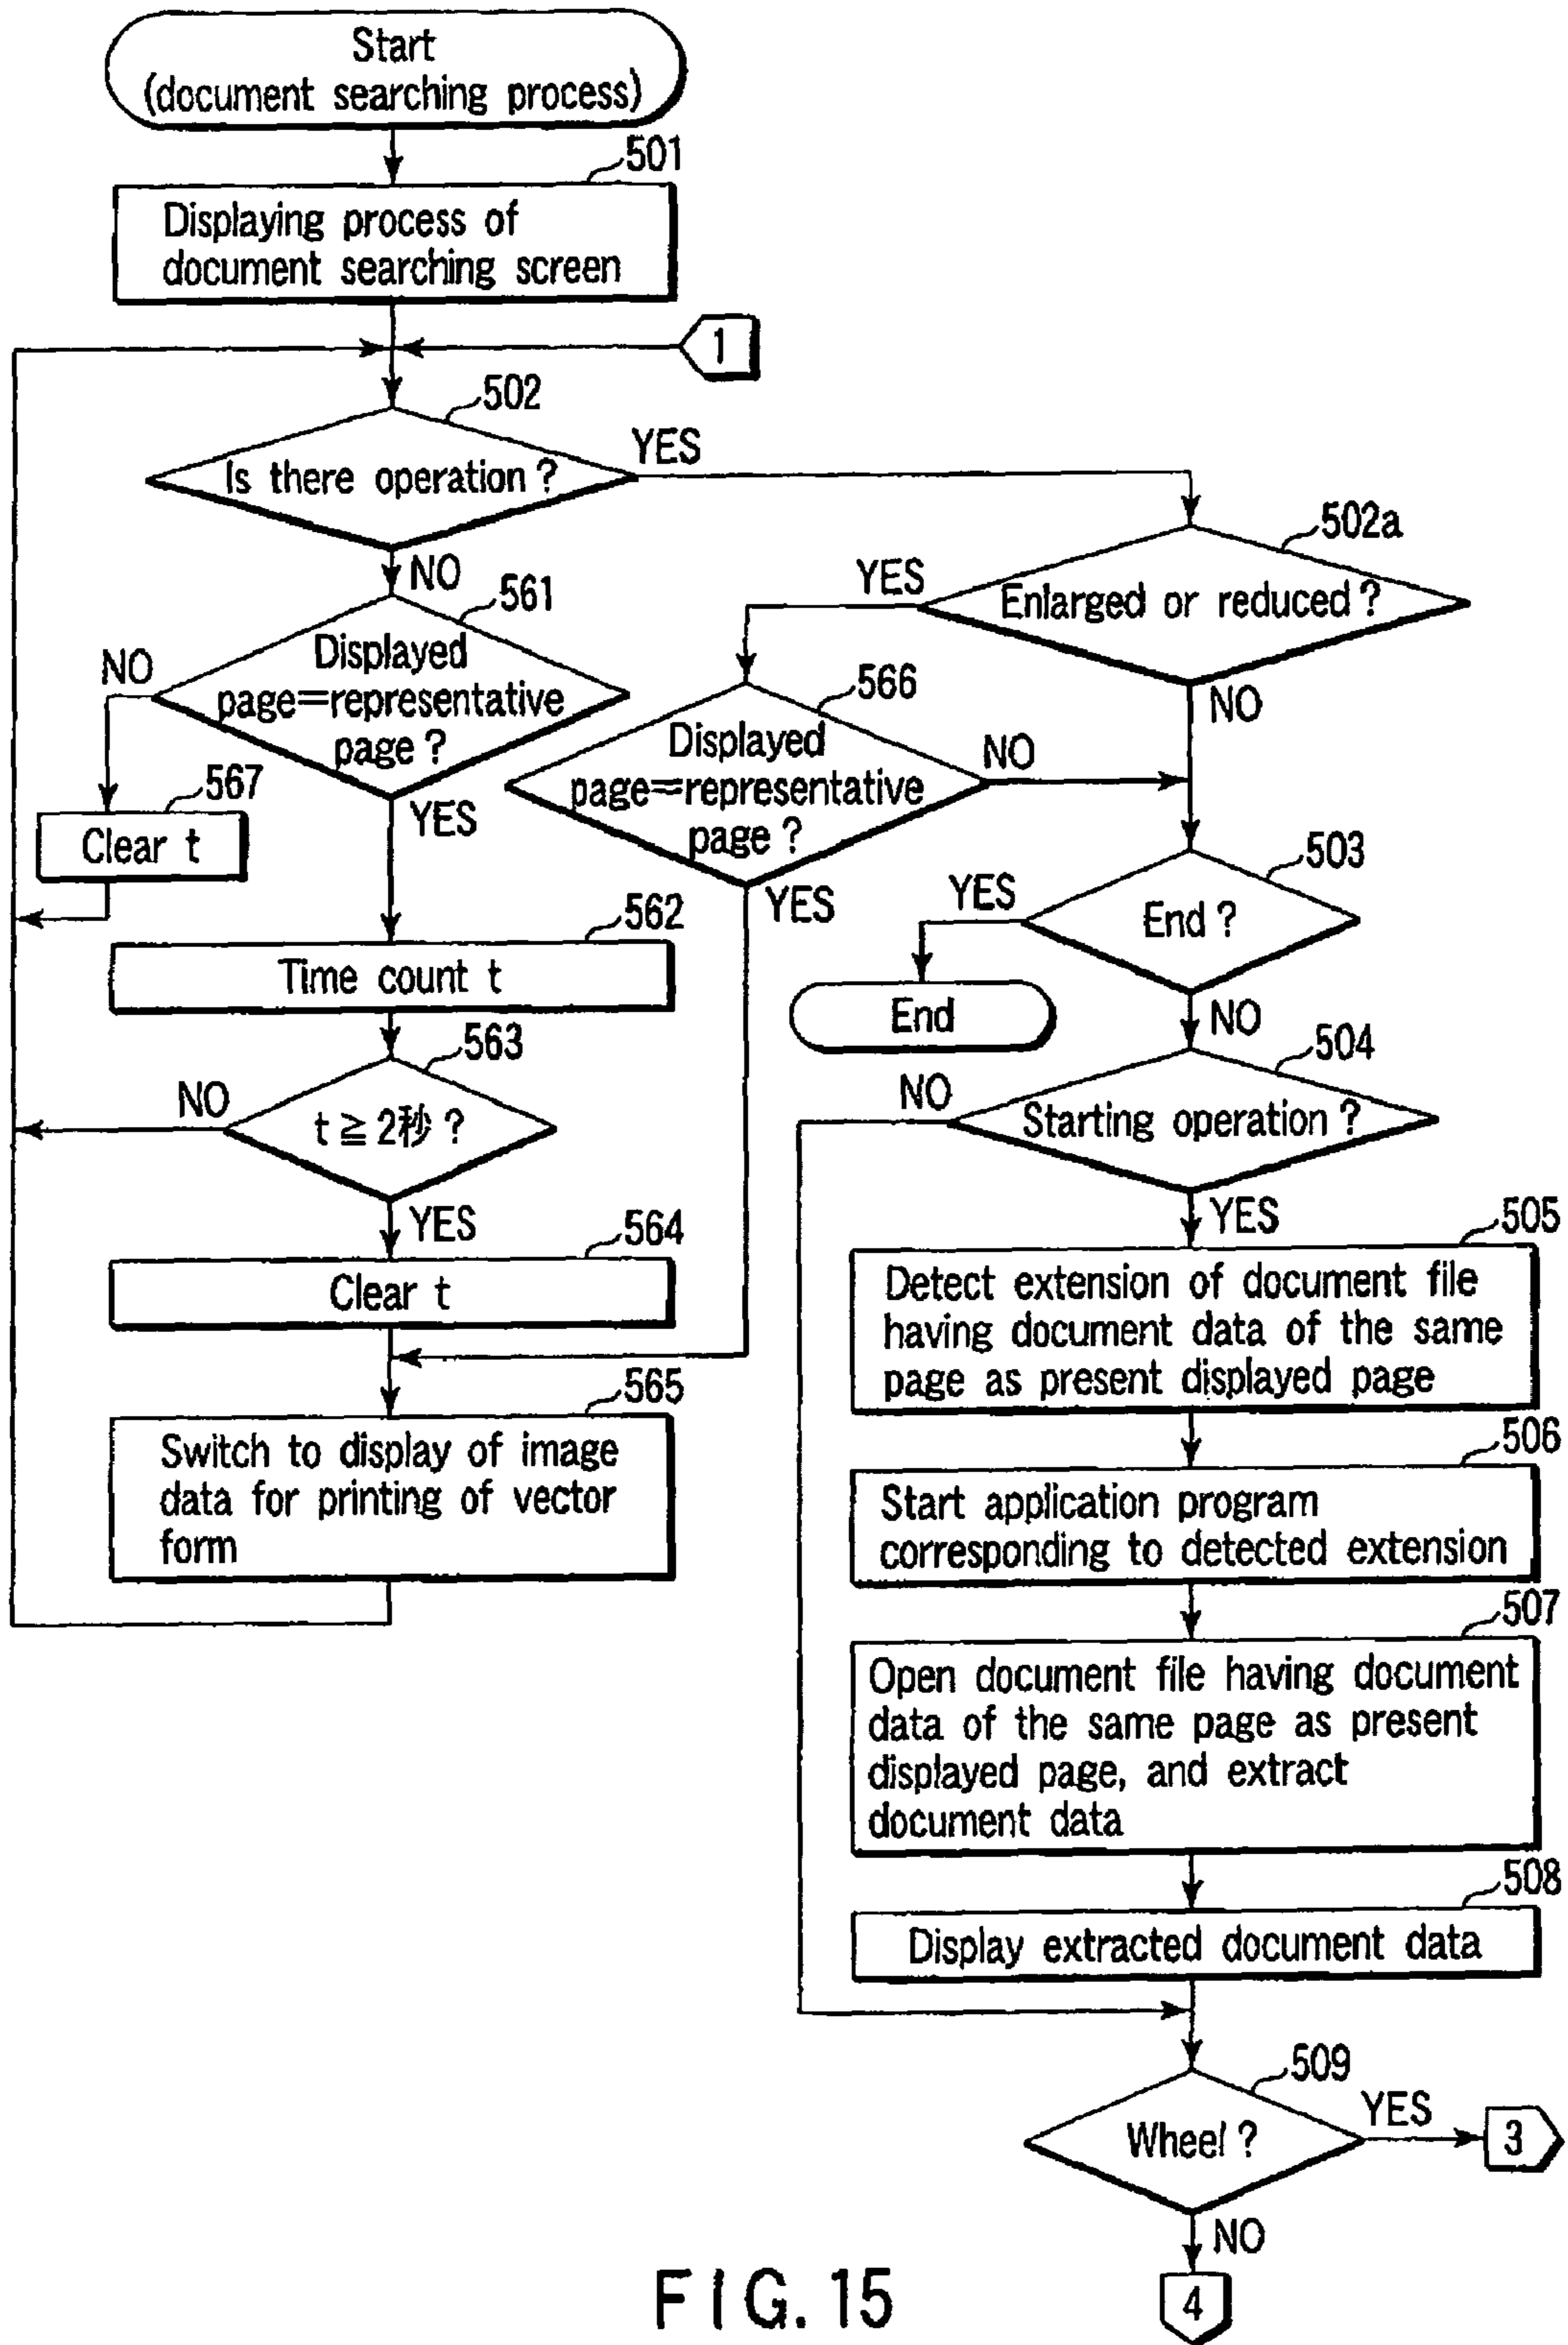 Start
(document searching process)
501
Displaying process of
document searching screen
1
502
Is there operation ?
YES
NO
502a
Enlarged or reduced ?
YES
NO
561
Displayed
page=representative
page ?
NO
YES
567
Clear t
566
Displayed
page=representative
page ?
NO
YES
562
Time count t
503
End ?
YES
End
NO
563
t ≧ 2秒 ?
NO
YES
504
Starting operation ?
NO
YES
564
Clear t
565
Switch to display of image
data for printing of vector
form
505
Detect extension of document file
having document data of the same
page as present displayed page
506
Start application program
corresponding to detected extension
507
Open document file having document
data of the same page as present
displayed page, and extract
document data
508
Display extracted document data
509
Wheel ?
YES
3
NO
4
FIG. 15